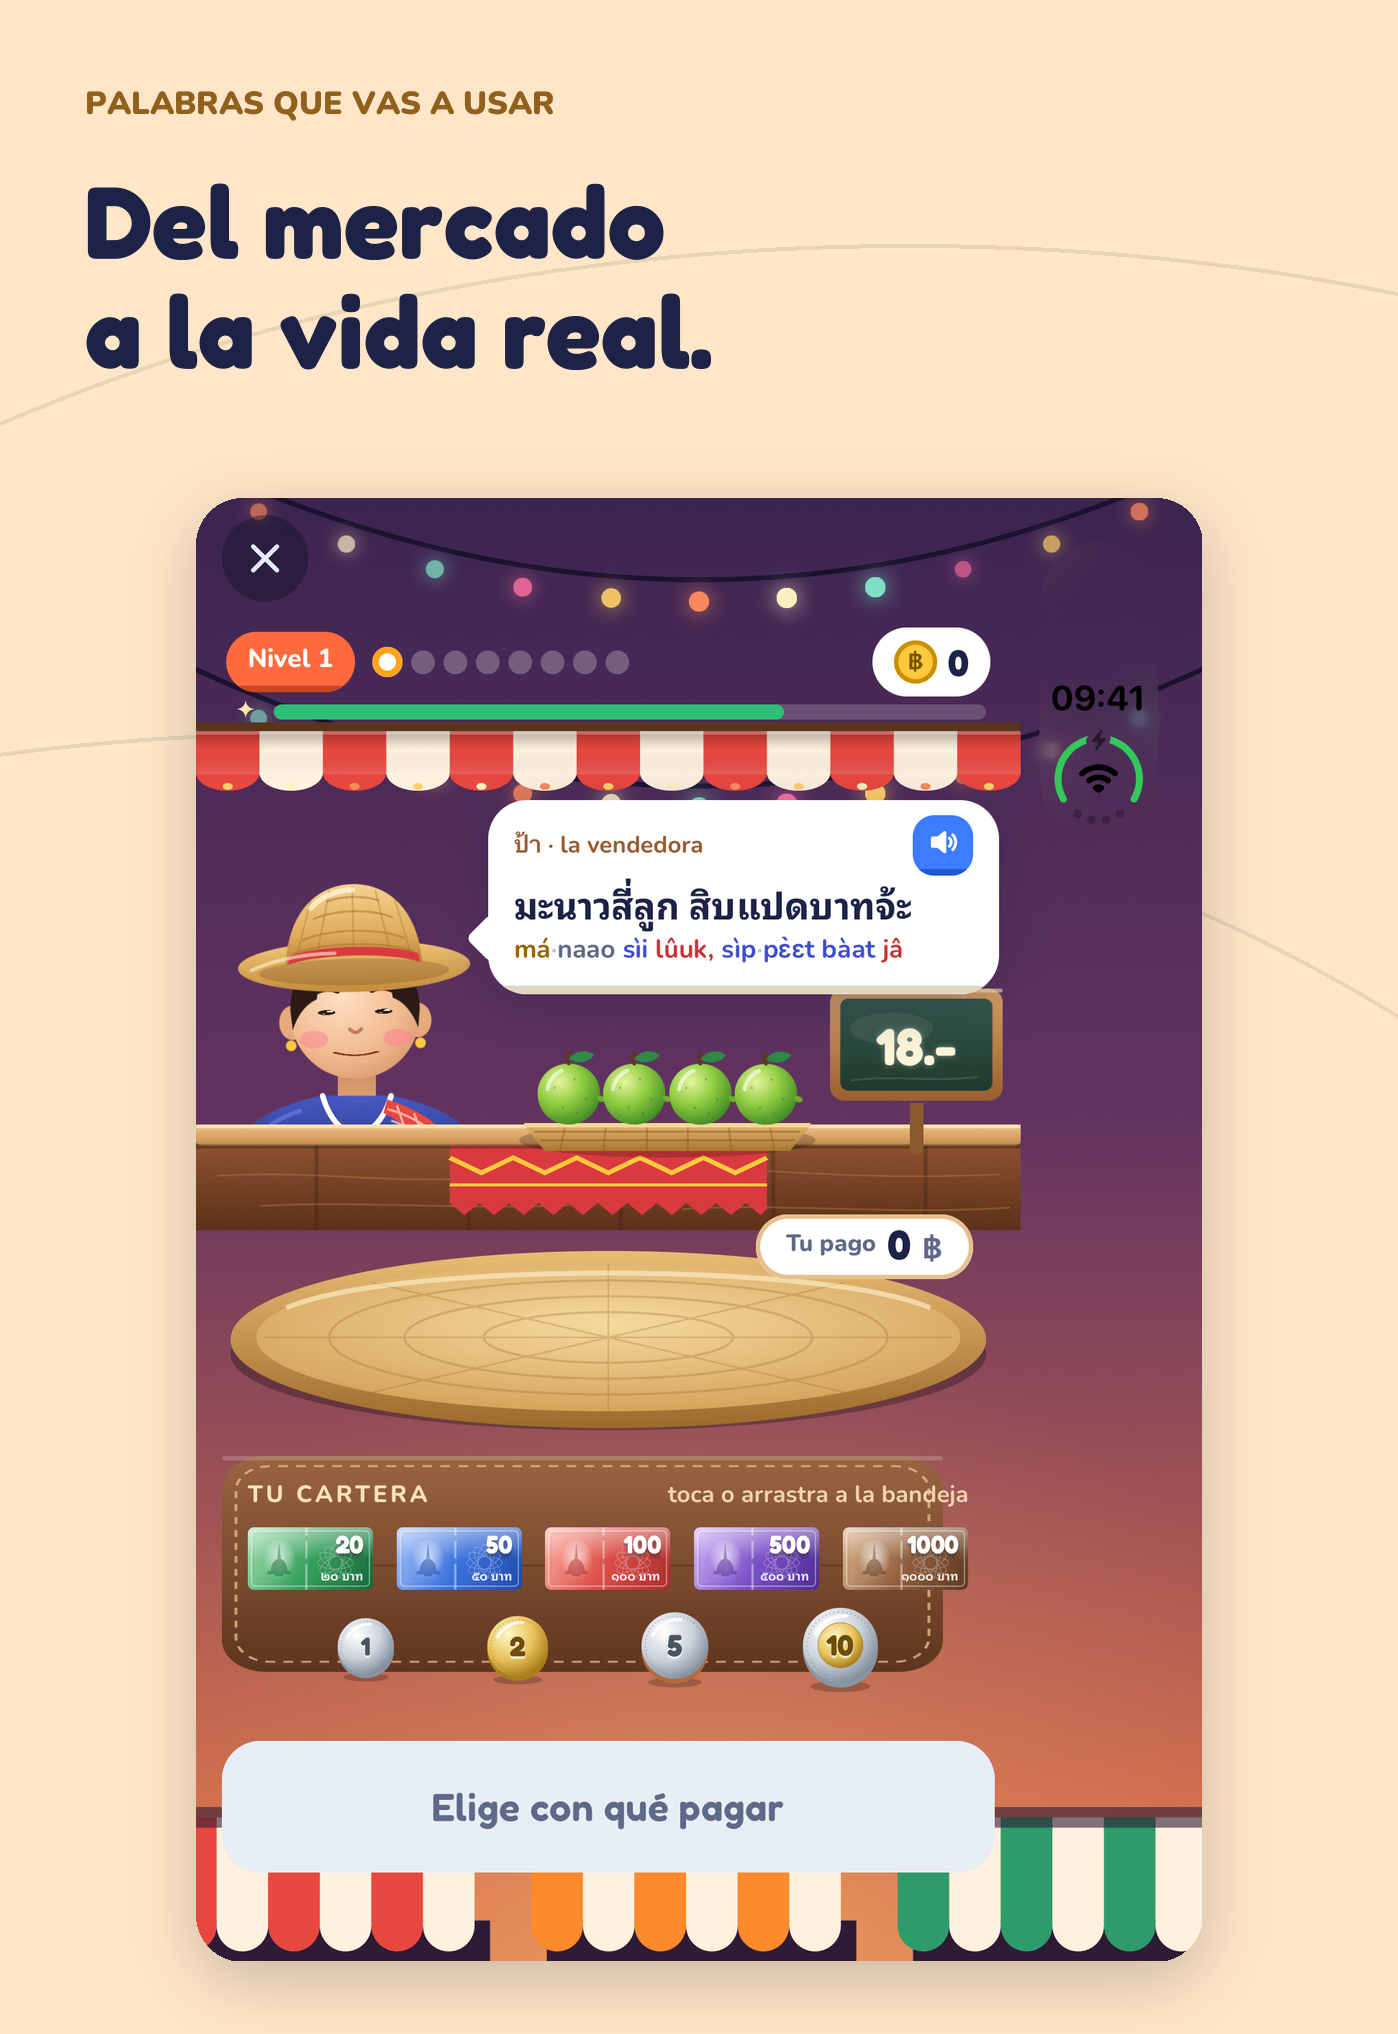 PALABRAS QUE VAS A USAR
Del mercado
a la vida real.
Nivel 1
฿ 0
09:41
ป้า · la vendedora
มะนาวสี่ลูก สิบแปดบาทจ้ะ
má·naao sìi lûuk, sìp·pɛ̀ɛt bàat jâ
18.-
Tu pago 0 ฿
TU CARTERA
toca o arrastra a la bandeja
20 50 100 500 1000
๒๐ บาท ๕๐ บาท ๑๐๐ บาท ๕๐๐ บาท ๑๐๐๐ บาท
1 2 5 10
Elige con qué pagar